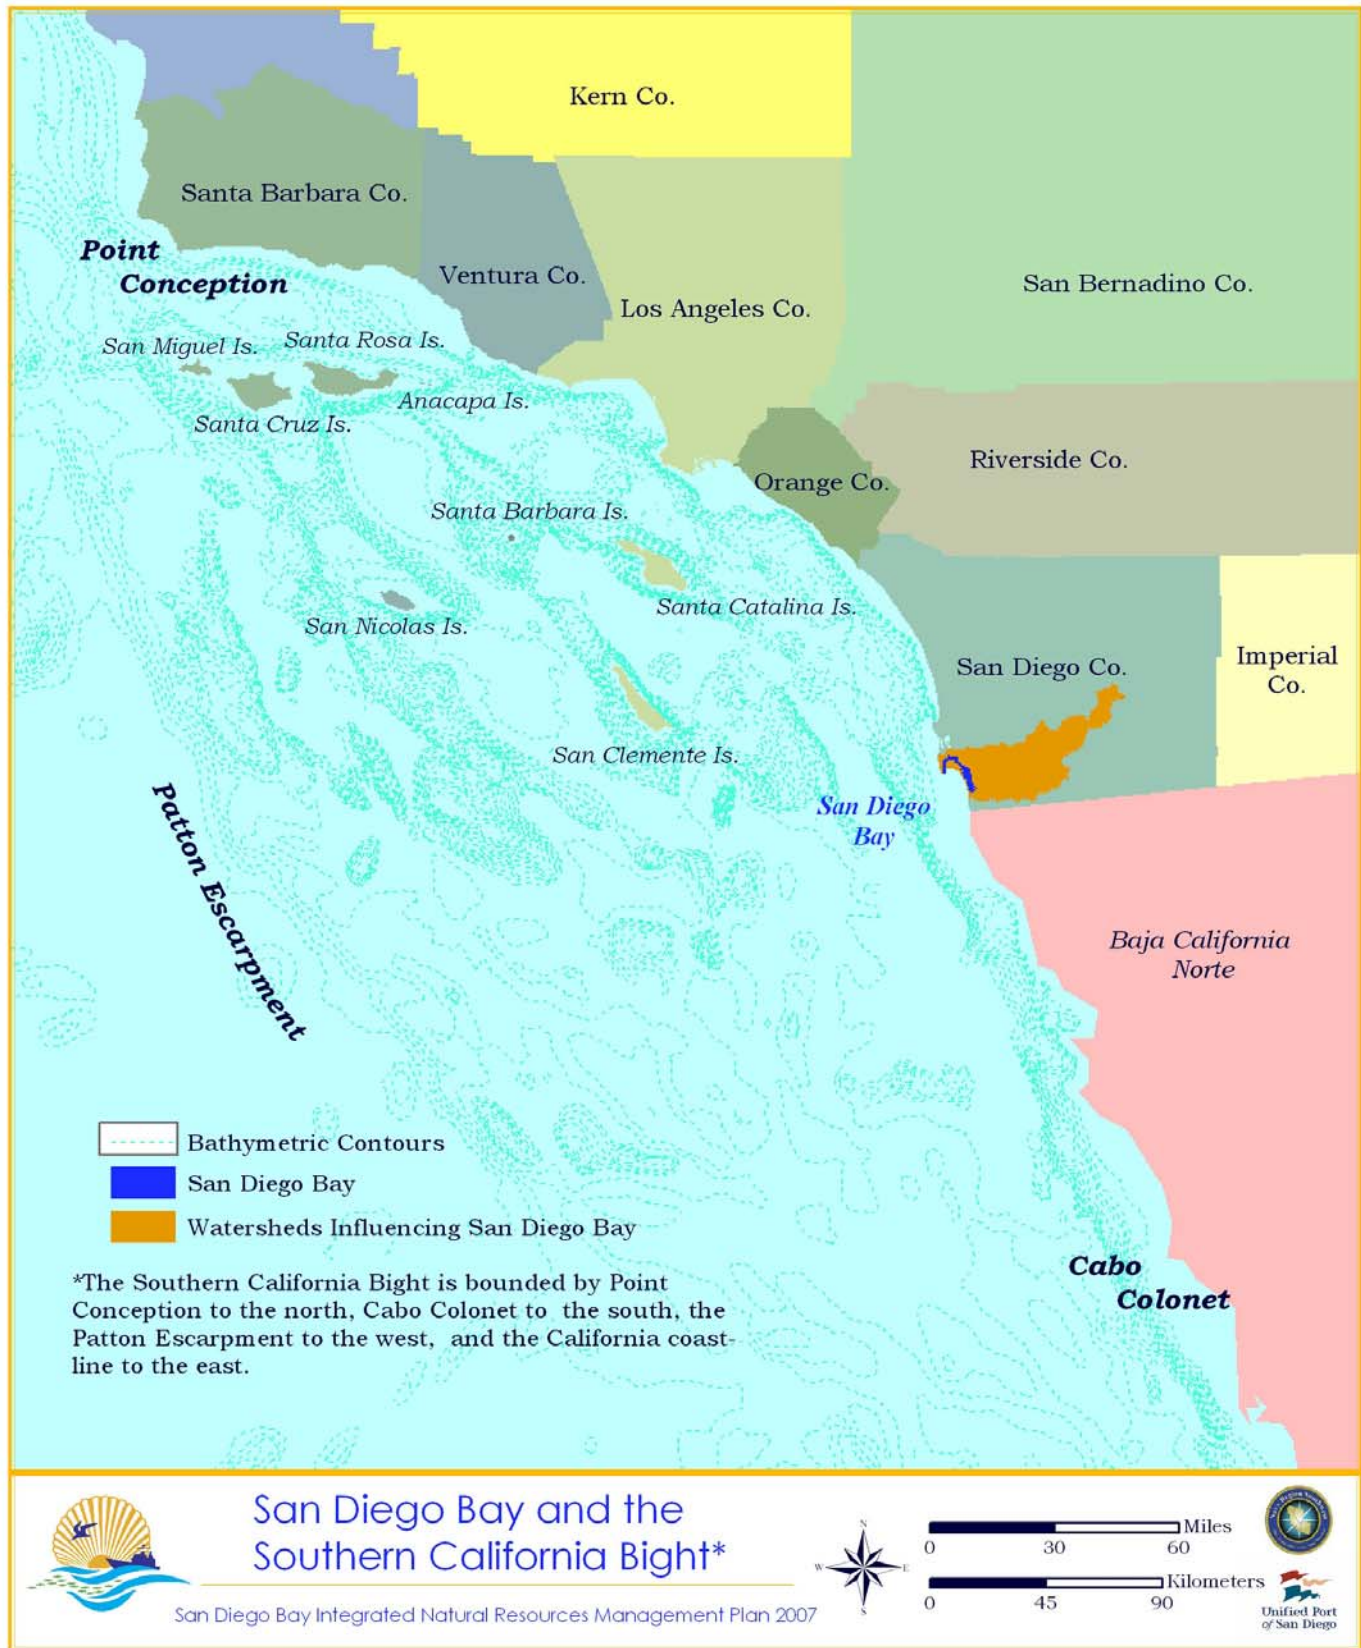 Kern Co.
Santa Barbara Co.
Point
Conception
Ventura Co.
San Bernadino Co.
Los Angeles Co.
San Miguel Is.
Santa Rosa Is.
Anacapa Is.
Santa Cruz Is.
Riverside Co.
Orange Co.
Santa Barbara Is.
Santa Catalina Is.
San Nicolas Is.
San Diego Co.
Imperial
Co.
San Clemente Is.
San Diego
Bay
Patton Escarpment
Baja California
Norte
Bathymetric Contours
San Diego Bay
Watersheds Influencing San Diego Bay
Cabo
Colonet
*The Southern California Bight is bounded by Point
Conception to the north, Cabo Colonet to the south, the
Patton Escarpment to the west, and the California coast-
line to the east.
San Diego Bay and the
Southern California Bight*
San Diego Bay Integrated Natural Resources Management Plan 2007
N
W
E
S
Miles
0 30 60
Kilometers
0 45 90
Unified Port
of San Diego